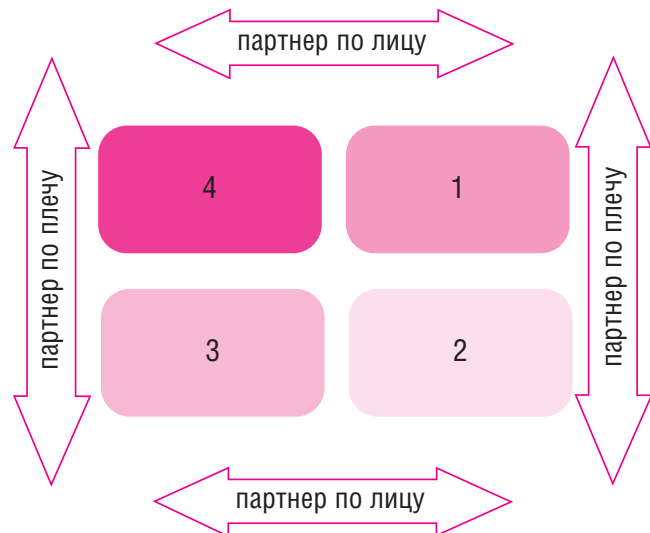 партнер по лицу
партнер по плечу
4
1
партнер по плечу
3
2
партнер по лицу